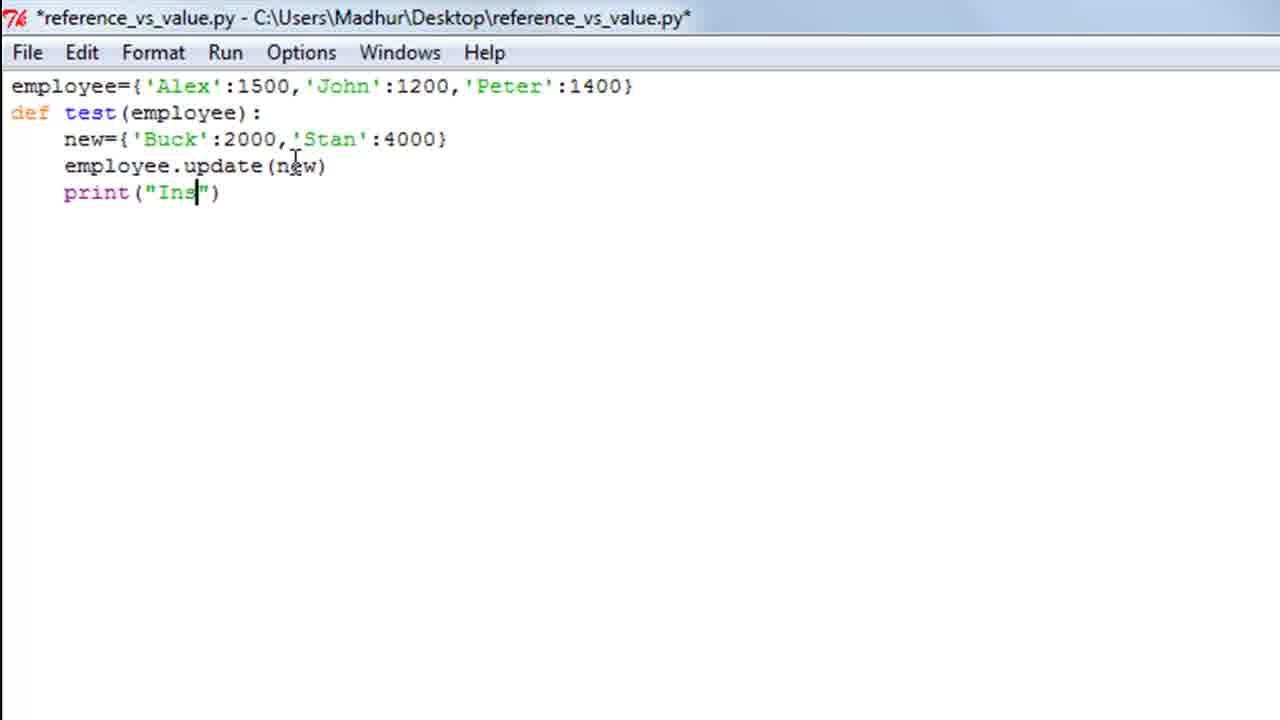 *reference_vs_value.py - C:\Users\Madhur\Desktop\reference_vs_value.py*
File Edit Format Run Options Windows Help
employee={'Alex':1500,'John':1200,'Peter':1400}
def test(employee):
    new={'Buck':2000,'Stan':4000}
    employee.update(new)
    print("Ins")